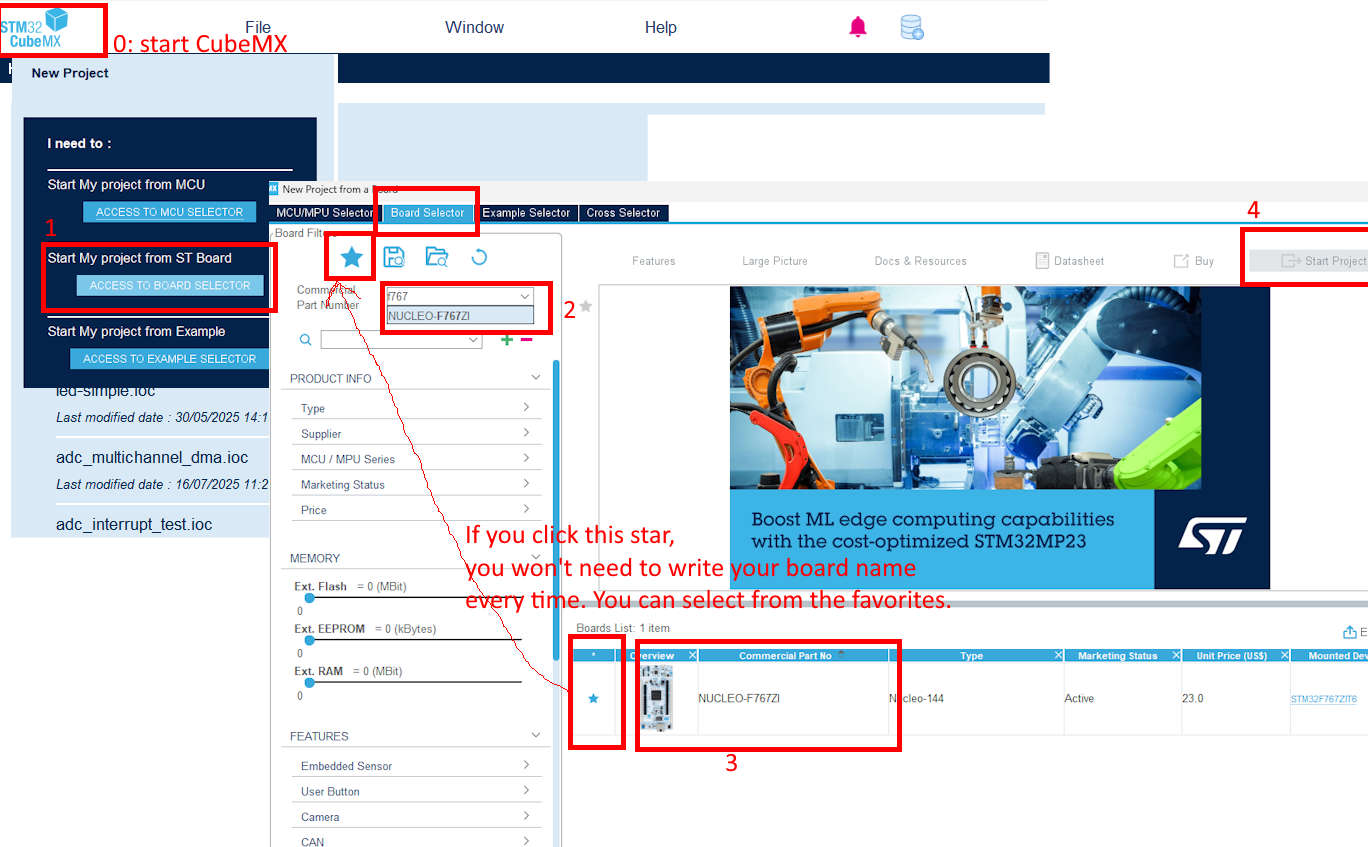 STM32
CubeMX
File
Window
Help
0: start CubeMX
New Project
I need to :
Start My project from MCU
ACCESS TO MCU SELECTOR
1
Start My project from ST Board
ACCESS TO BOARD SELECTOR
Start My project from Example
ACCESS TO EXAMPLE SELECTOR
led-simple.ioc
Last modified date : 30/05/2025 14:1
adc_multichannel_dma.ioc
Last modified date : 16/07/2025 11:2
adc_interrupt_test.ioc
MX New Project from a Board
MCU/MPU Selector
Board Selector
Example Selector
Cross Selector
Board Filters
Commercial
Part Number
f767
NUCLEO-F767ZI
2
PRODUCT INFO
Type
Supplier
MCU / MPU Series
Marketing Status
Price
MEMORY
Ext. Flash = 0 (MBit)
0
Ext. EEPROM = 0 (kBytes)
0
Ext. RAM = 0 (MBit)
0
FEATURES
Embedded Sensor
User Button
Camera
CAN
4
Features
Large Picture
Docs & Resources
Datasheet
Buy
Start Project
Boost ML edge computing capabilities
with the cost-optimized STM32MP23
ST
If you click this star,
you won't need to write your board name
every time. You can select from the favorites.
Boards List: 1 item
E
* Overview Commercial Part No Type Marketing Status Unit Price (US$) Mounted Dev
NUCLEO-F767ZI Nucleo-144 Active 23.0 STM32F767ZIT6
3